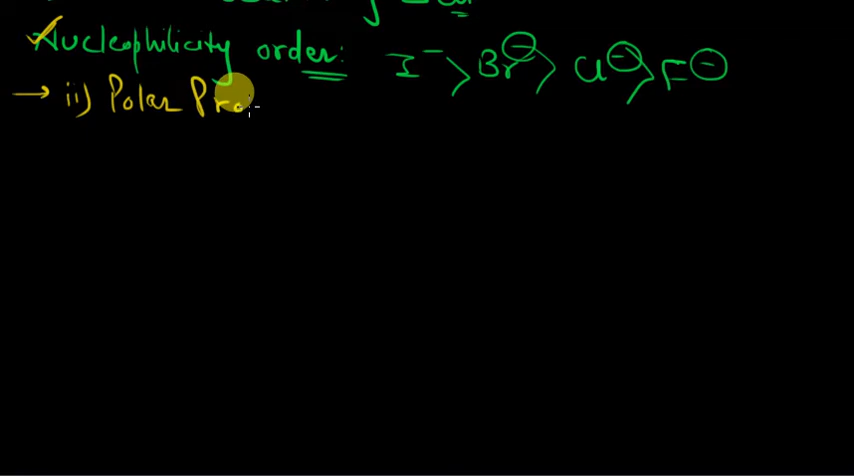 Nucleophilicity order: I⁻ > Br⊖ > Cl⊖ > F⊖
→ ii) Polar Pro